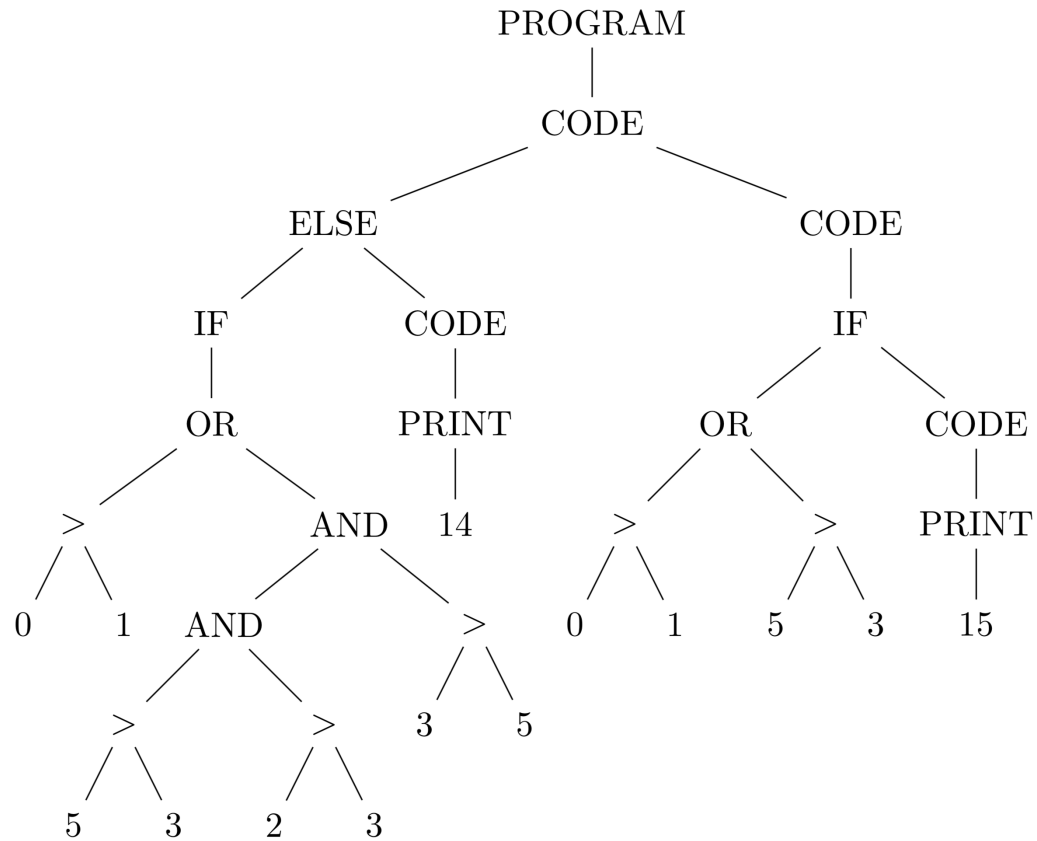 PROGRAM
CODE
ELSE CODE
IF CODE IF
OR PRINT OR CODE
> AND 14 > > PRINT
0 1 AND > 0 1 5 3 15
> > 3 5
5 3 2 3